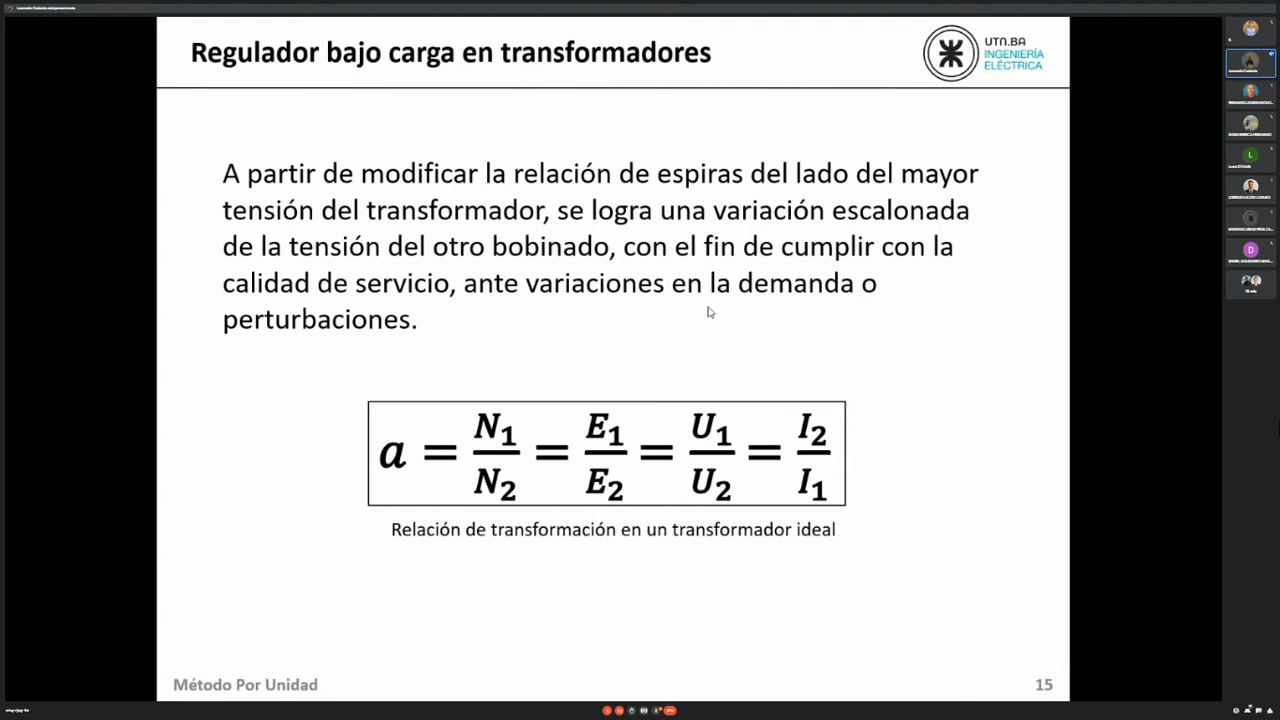 Regulador bajo carga en transformadores
UTN.BA
INGENIERÍA
ELÉCTRICA
A partir de modificar la relación de espiras del lado del mayor
tensión del transformador, se logra una variación escalonada
de la tensión del otro bobinado, con el fin de cumplir con la
calidad de servicio, ante variaciones en la demanda o
perturbaciones.
a = N₁/N₂ = E₁/E₂ = U₁/U₂ = I₂/I₁
Relación de transformación en un transformador ideal
Método Por Unidad
15
L
D